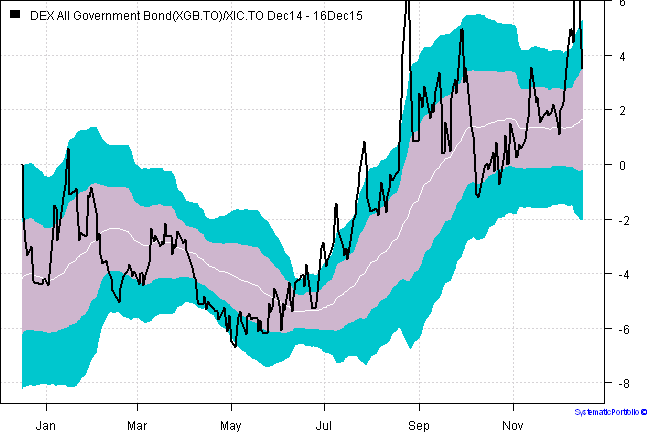 DEX All Government Bond(XGB.TO)/XIC.TO Dec14 - 16Dec15
6
4
2
0
-2
-4
-6
-8
Jan Mar May Jul Sep Nov
SystematicPortfolio ©